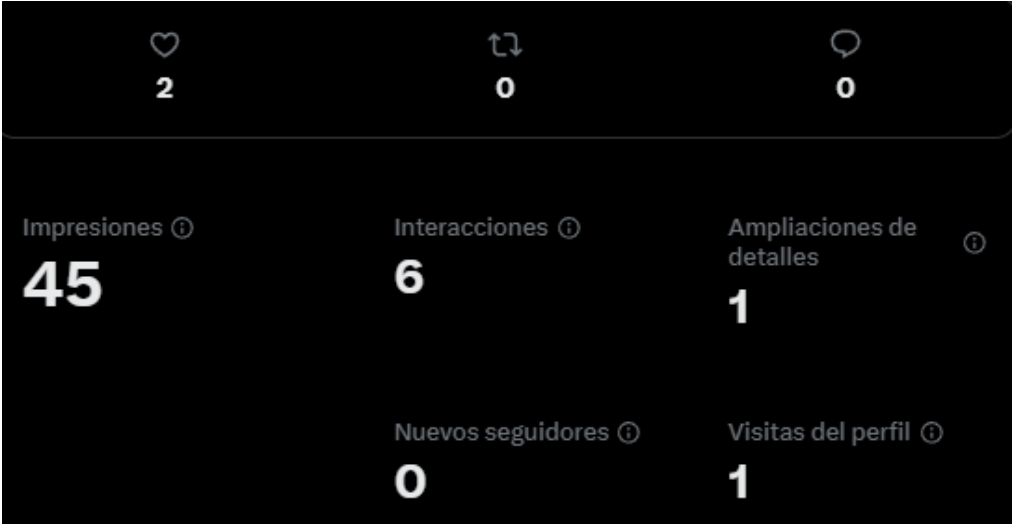 2 0 0
Impresiones
45
Interacciones
6
Ampliaciones de
detalles
1
Nuevos seguidores
0
Visitas del perfil
1